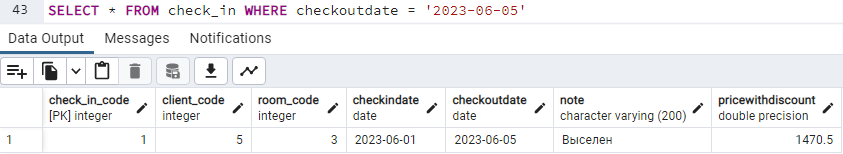 43 SELECT * FROM check_in WHERE checkoutdate = '2023-06-05'
Data Output Messages Notifications
check_in_code client_code room_code checkindate checkoutdate note pricewithdiscount
[PK] integer integer integer date date character varying (200) double precision
1 1 5 3 2023-06-01 2023-06-05 Выселен 1470.5